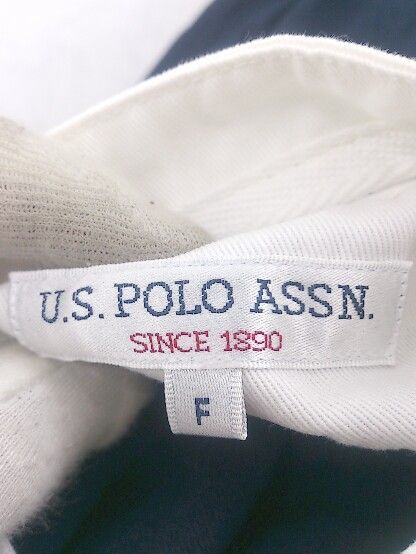 U.S. POLO ASSN.
SINCE 1890
F